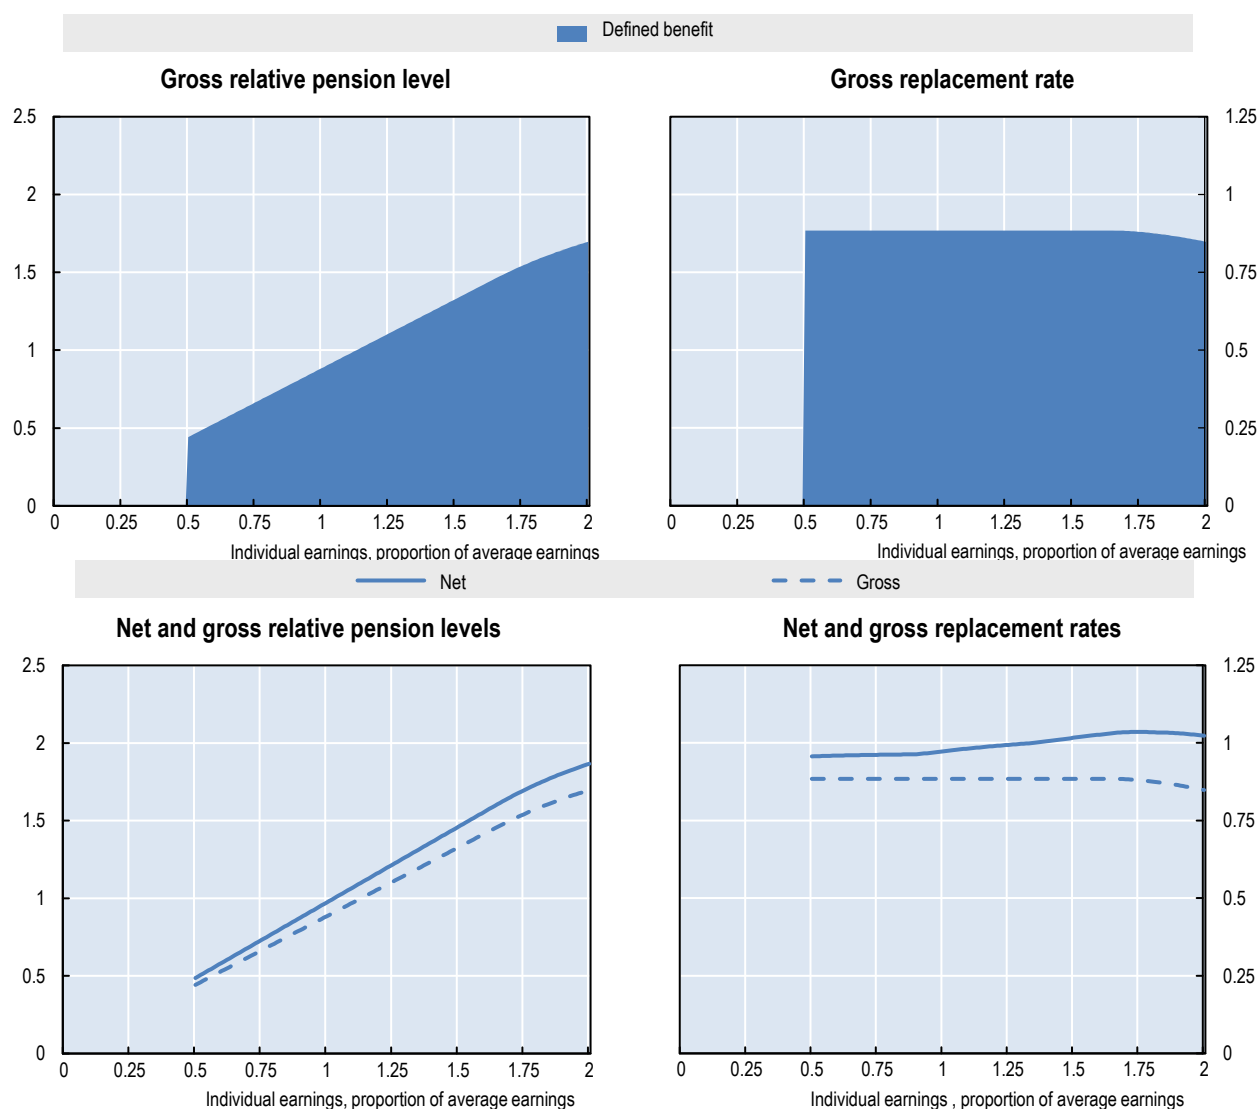 Defined benefit
Gross relative pension level
Gross replacement rate
2.5
2
1.5
1
0.5
0
0 0.25 0.5 0.75 1 1.25 1.5 1.75 2
Individual earnings, proportion of average earnings
1.25
1
0.75
0.5
0.25
0
0 0.25 0.5 0.75 1 1.25 1.5 1.75 2
Individual earnings, proportion of average earnings
Net Gross
Net and gross relative pension levels
Net and gross replacement rates
2.5
2
1.5
1
0.5
0
0 0.25 0.5 0.75 1 1.25 1.5 1.75 2
Individual earnings, proportion of average earnings
1.25
1
0.75
0.5
0.25
0
0 0.25 0.5 0.75 1 1.25 1.5 1.75 2
Individual earnings , proportion of average earnings